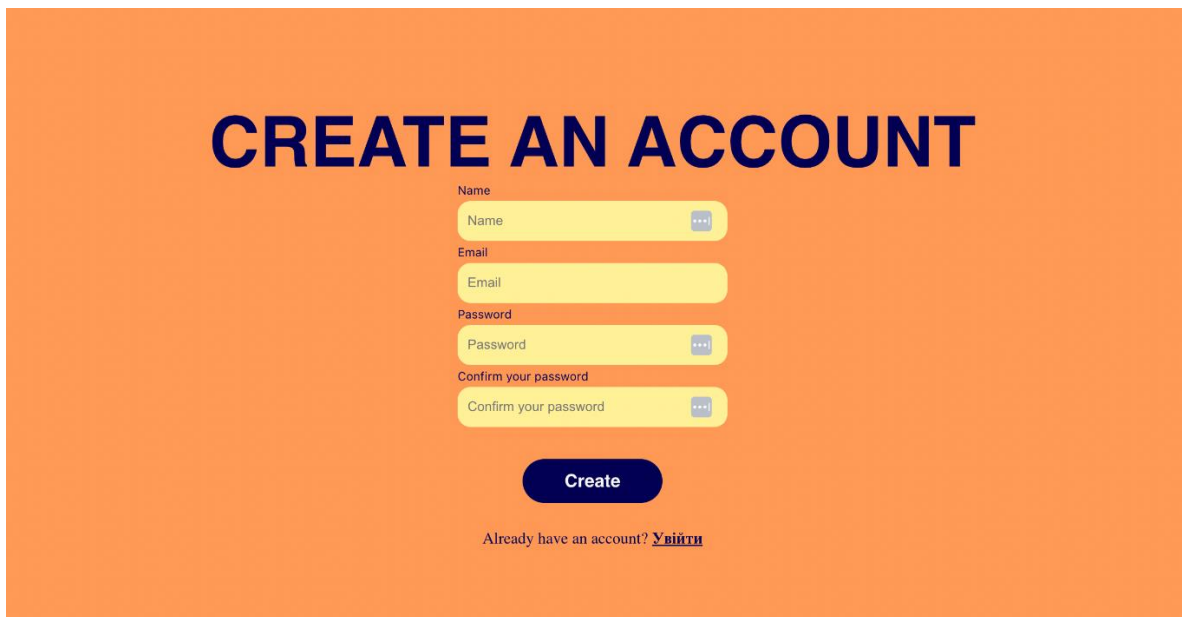 CREATE AN ACCOUNT
Name
Name
Email
Email
Password
Password
Confirm your password
Confirm your password
Create
Already have an account? Увійти